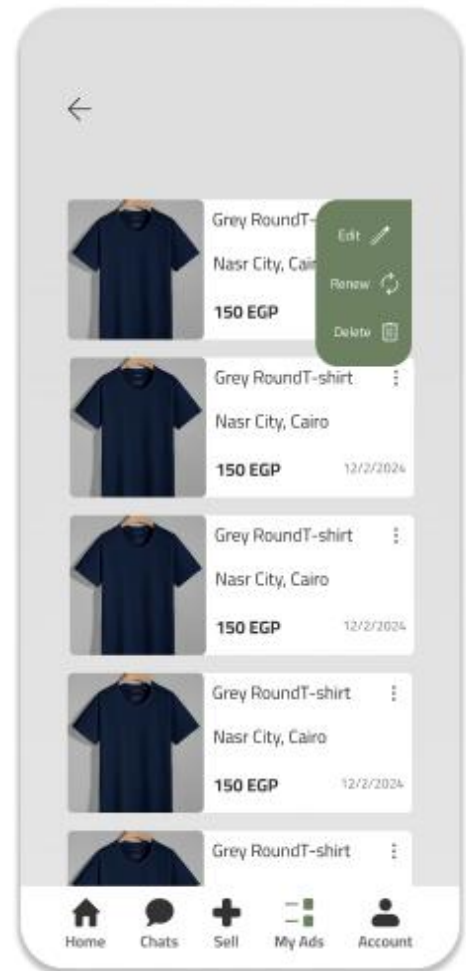 Grey RoundT-
Nasr City, Cair
150 EGP
Edit
Renew
Delete
Grey RoundT-shirt
Nasr City, Cairo
150 EGP 12/2/2024
Grey RoundT-shirt
Nasr City, Cairo
150 EGP 12/2/2024
Grey RoundT-shirt
Nasr City, Cairo
150 EGP 12/2/2024
Grey RoundT-shirt
Home Chats Sell My Ads Account